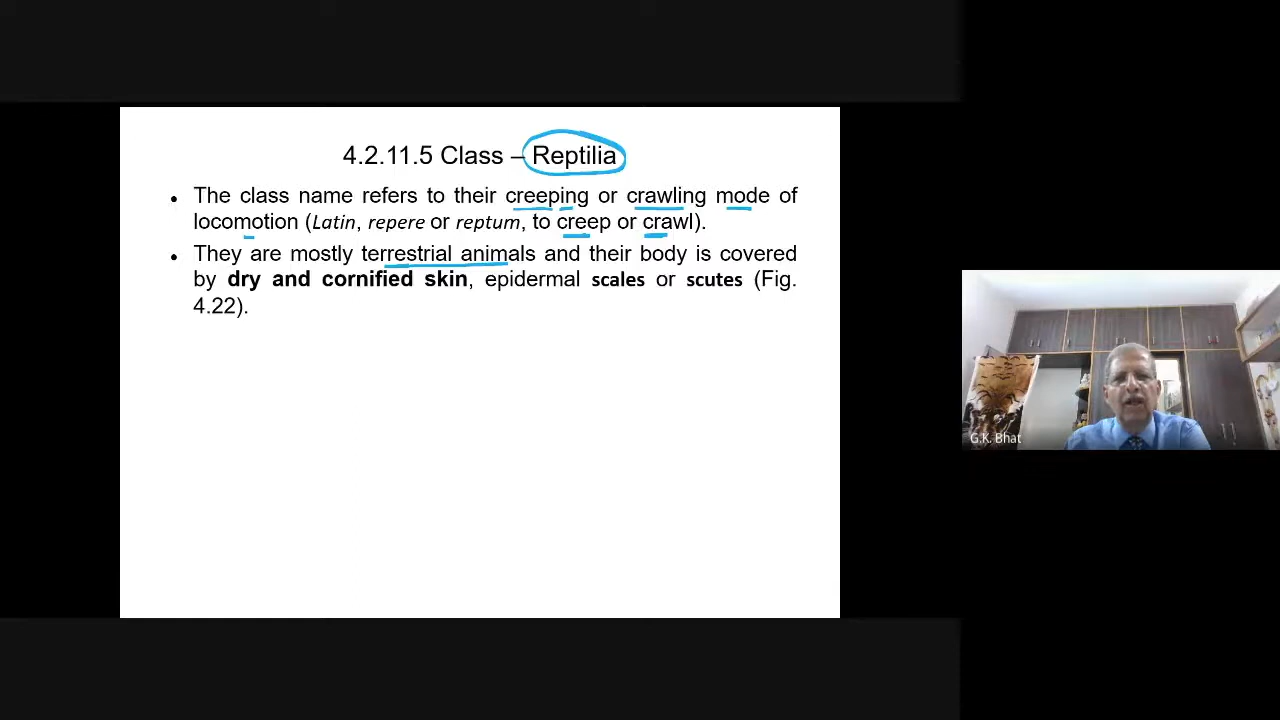 4.2.11.5 Class – Reptilia
• The class name refers to their creeping or crawling mode of
locomotion (Latin, repere or reptum, to creep or crawl).
• They are mostly terrestrial animals and their body is covered
by dry and cornified skin, epidermal scales or scutes (Fig.
4.22).
G.K. Bhat